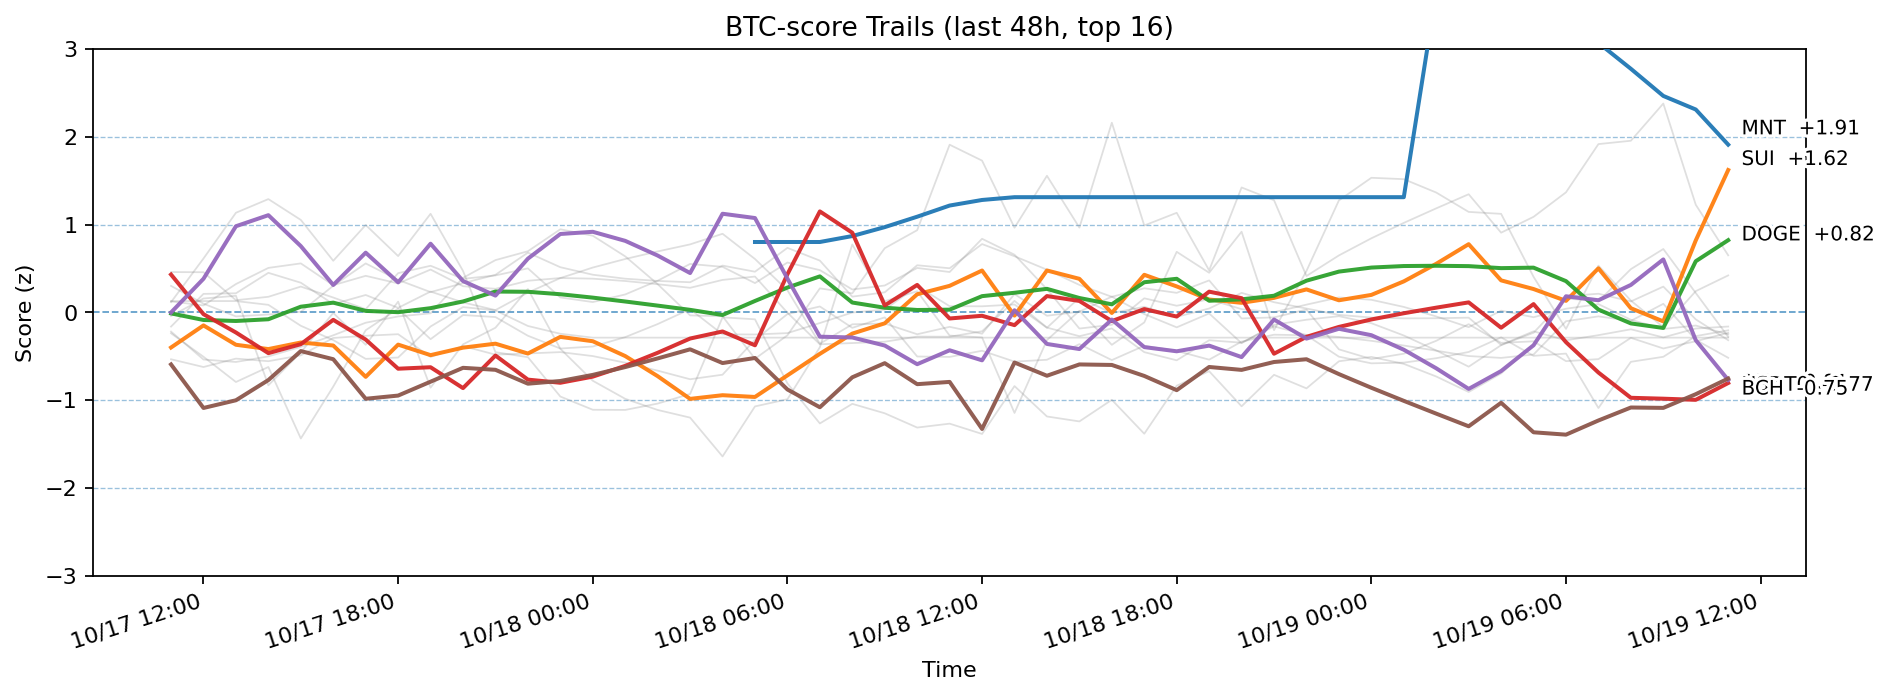 BTC-score Trails (last 48h, top 16)
3
2
1
0
−1
−2
−3
Score (z)
MNT +1.91
SUI +1.62
DOGE +0.82
BCH -0.75
10/17 12:00
10/17 18:00
10/18 00:00
10/18 06:00
10/18 12:00
10/18 18:00
10/19 00:00
10/19 06:00
10/19 12:00
Time